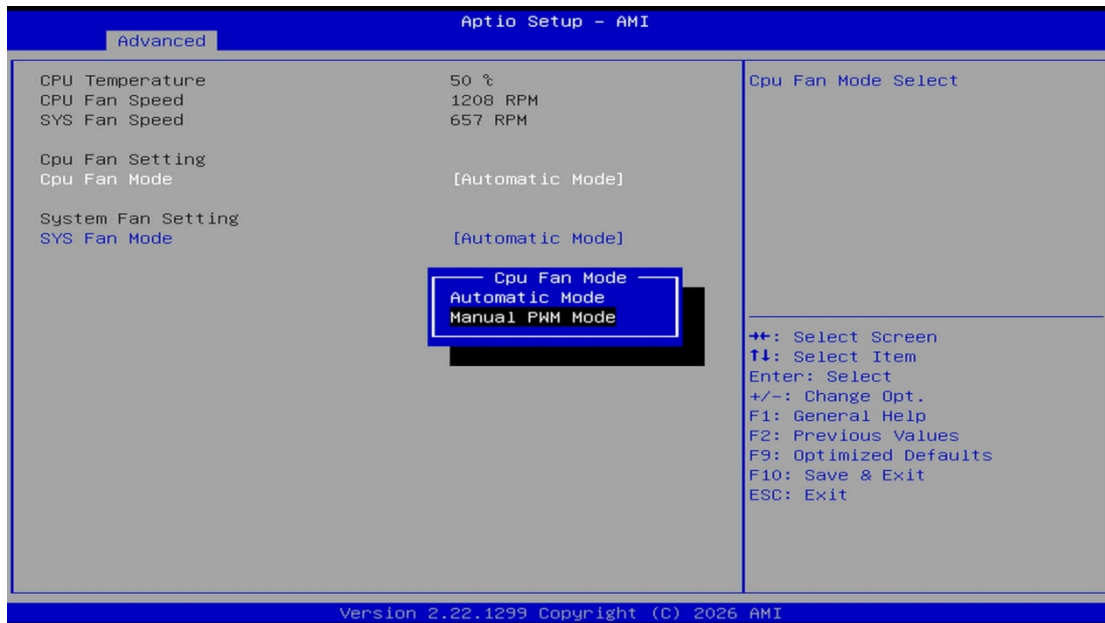 Aptio Setup – AMI
Advanced
CPU Temperature 50 ℃
CPU Fan Speed 1208 RPM
SYS Fan Speed 657 RPM
Cpu Fan Setting
Cpu Fan Mode [Automatic Mode]
System Fan Setting
SYS Fan Mode [Automatic Mode]
Cpu Fan Mode
Automatic Mode
Manual PWM Mode
Cpu Fan Mode Select
→←: Select Screen
↑↓: Select Item
Enter: Select
+/-: Change Opt.
F1: General Help
F2: Previous Values
F9: Optimized Defaults
F10: Save & Exit
ESC: Exit
Version 2.22.1299 Copyright (C) 2026 AMI